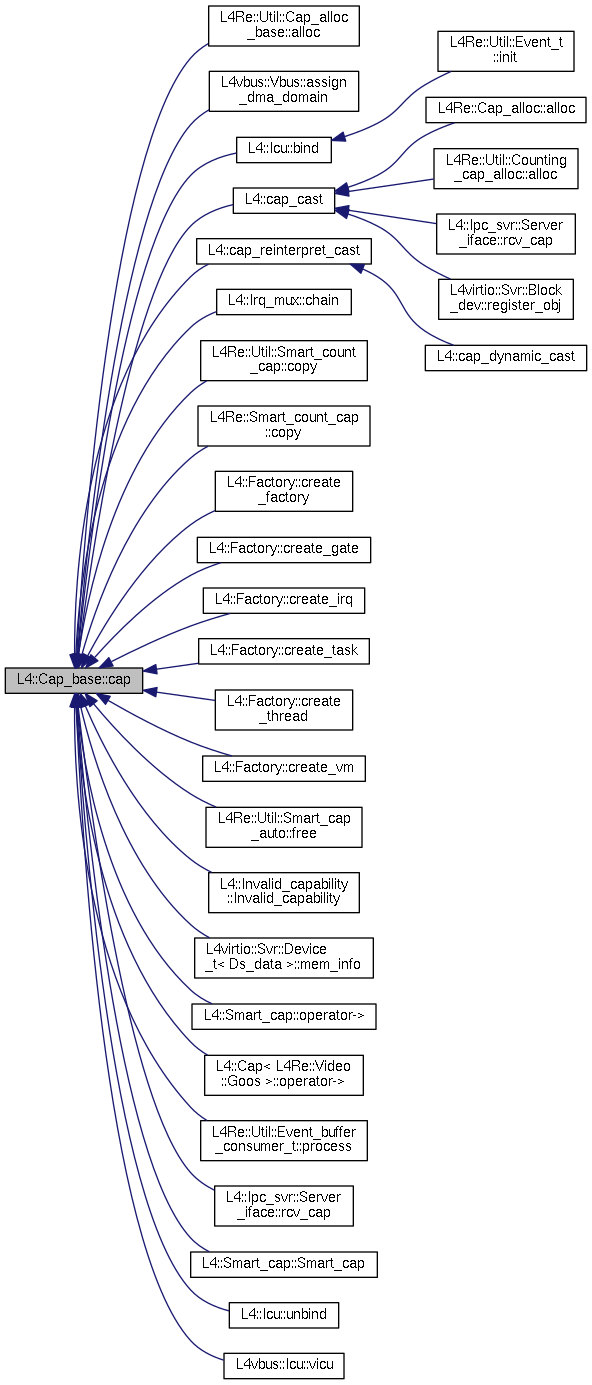 L4Re::Util::Cap_alloc
_base::alloc
L4vbus::Vbus::assign
_dma_domain
L4::Icu::bind
L4Re::Util::Event_t
::init
L4::cap_cast
L4Re::Cap_alloc::alloc
L4Re::Util::Counting
_cap_alloc::alloc
L4::Ipc_svr::Server
_iface::rcv_cap
L4virtio::Svr::Block
_dev::register_obj
L4::cap_reinterpret_cast
L4::cap_dynamic_cast
L4::Irq_mux::chain
L4Re::Util::Smart_count
_cap::copy
L4Re::Smart_count_cap
::copy
L4::Factory::create
_factory
L4::Factory::create_gate
L4::Factory::create_irq
L4::Factory::create_task
L4::Cap_base::cap
L4::Factory::create
_thread
L4::Factory::create_vm
L4Re::Util::Smart_cap
_auto::free
L4::Invalid_capability
::Invalid_capability
L4virtio::Svr::Device
_t< Ds_data >::mem_info
L4::Smart_cap::operator->
L4::Cap< L4Re::Video
::Goos >::operator->
L4Re::Util::Event_buffer
_consumer_t::process
L4::Ipc_svr::Server
_iface::rcv_cap
L4::Smart_cap::Smart_cap
L4::Icu::unbind
L4vbus::Icu::vicu